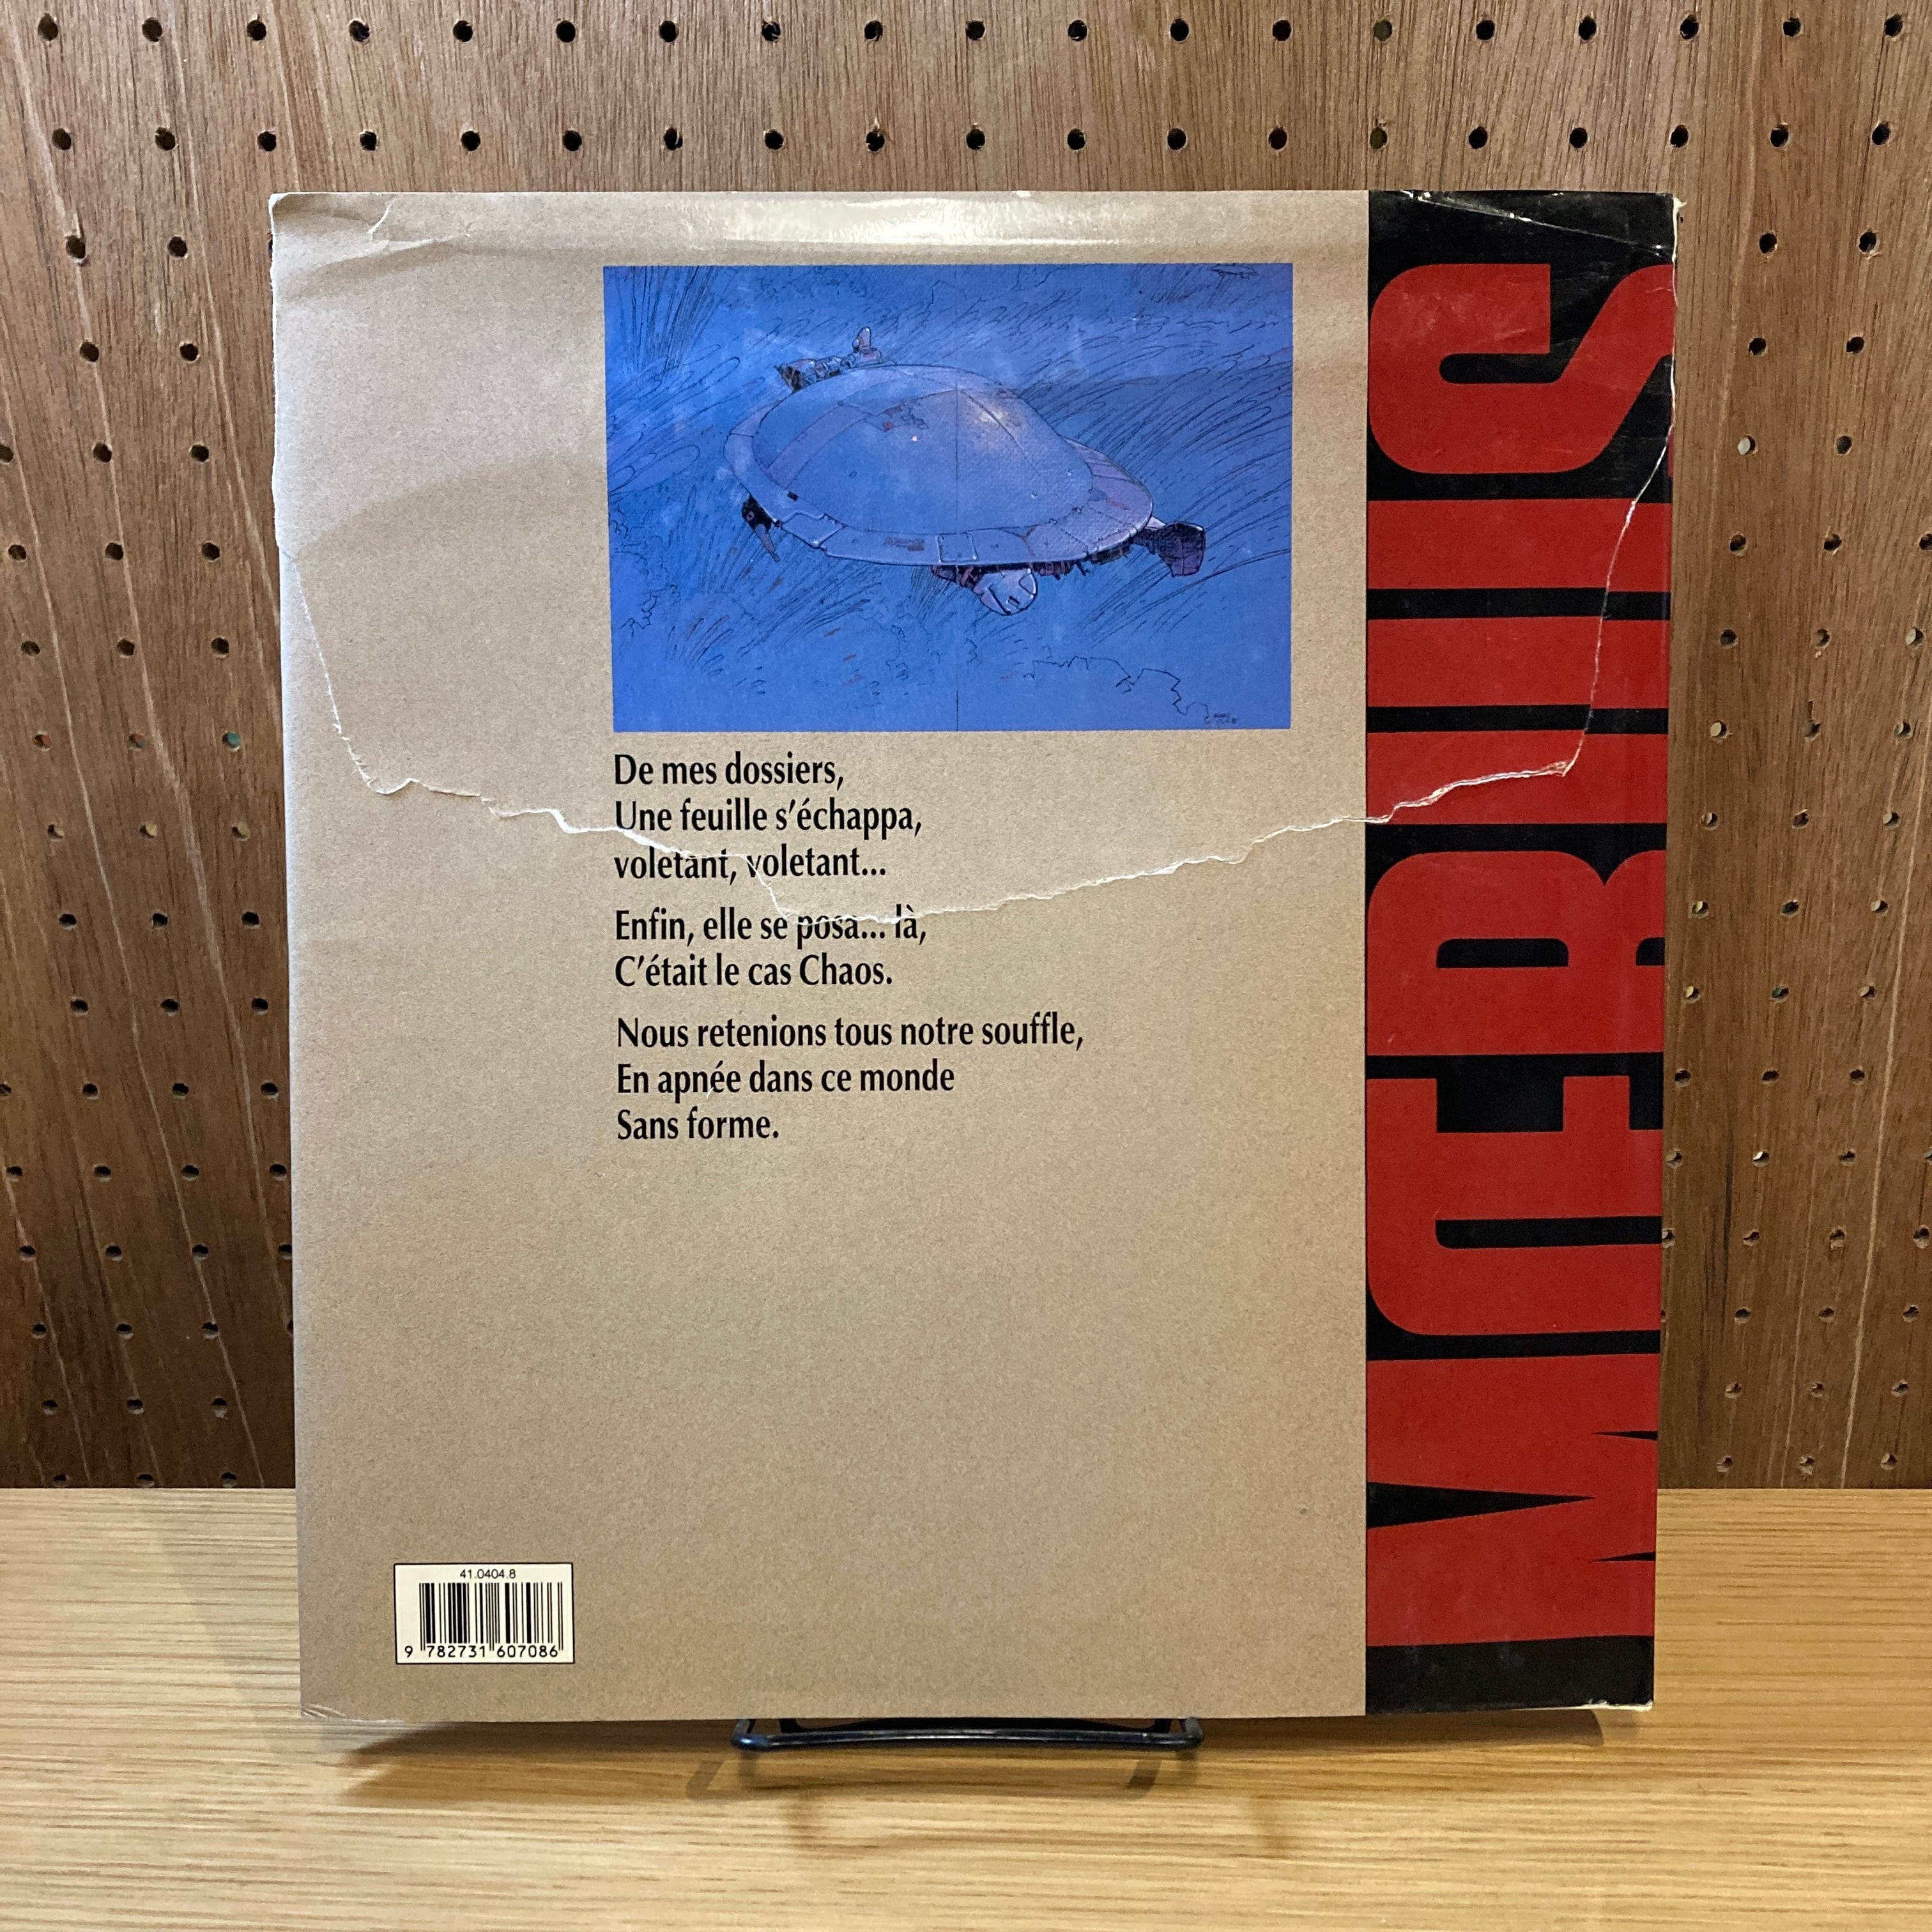 De mes dossiers,
Une feuille s'échappa,
voletant, voletant...
Enfin, elle se posa... là,
C'était le cas Chaos.
Nous retenions tous notre souffle,
En apnée dans ce monde
Sans forme.
MŒBIUS
41.0404.8
9 782731 607086